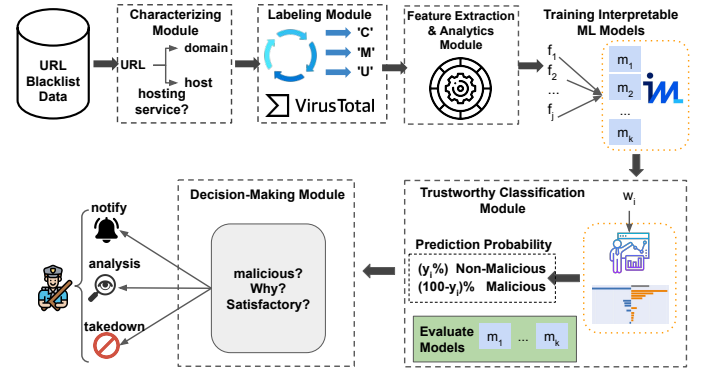 URL
Blacklist
Data
Characterizing
Module
URL
domain
host
hosting
service?
Labeling Module
'C'
'M'
'U'
VirusTotal
Feature Extraction
& Analytics
Module
Training Interpretable
ML Models
f1
f2
...
fj
m1
m2
...
mk
iML
Trustworthy Classification
Module
wi
Prediction Probability
(yi%) Non-Malicious
(100-yi)% Malicious
Evaluate
Models
m1 ... mk
Decision-Making Module
malicious?
Why?
Satisfactory?
notify
analysis
takedown